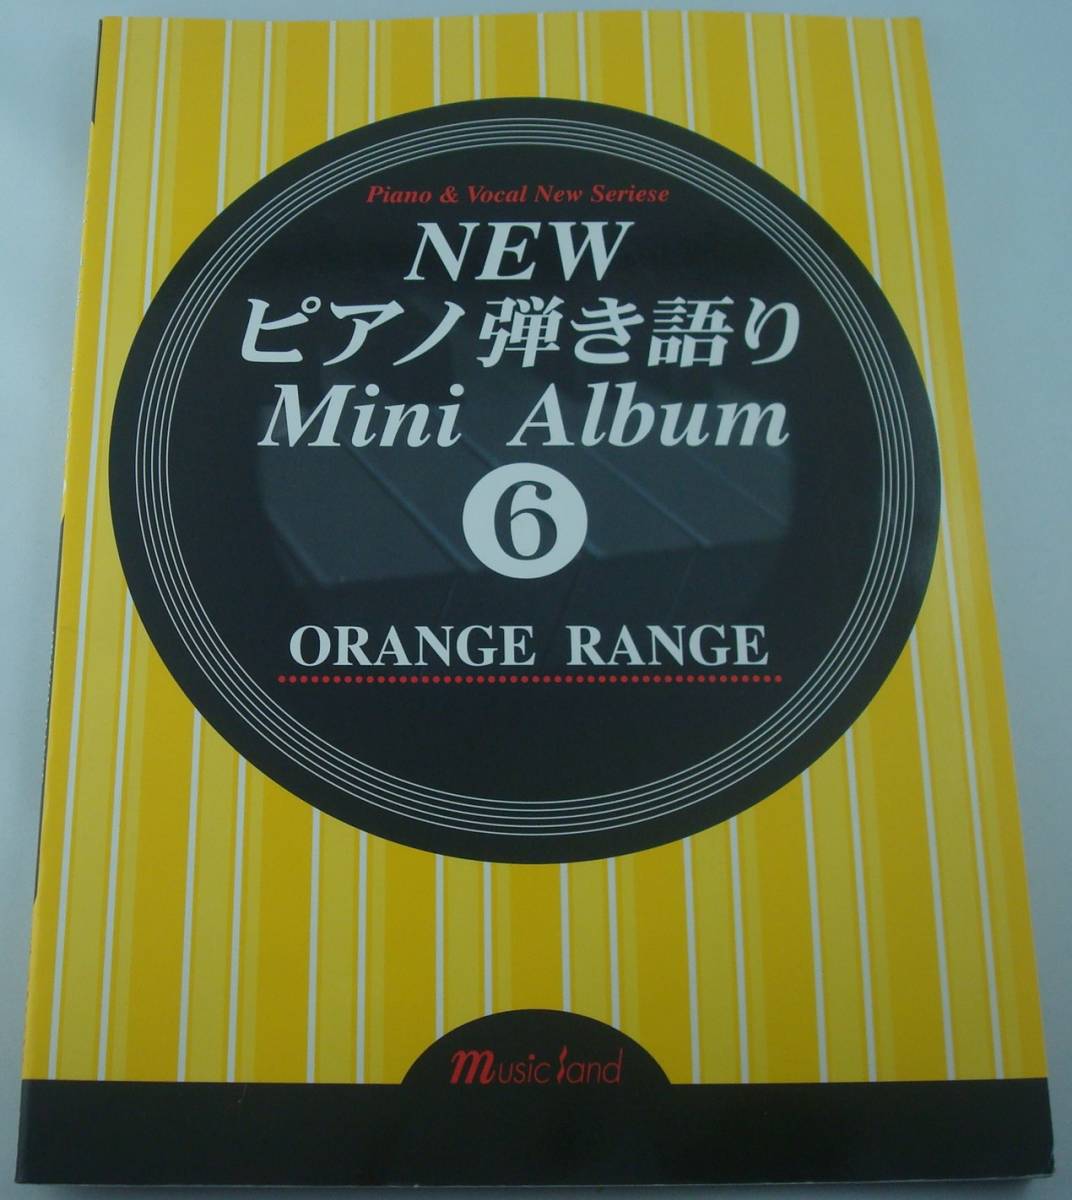 Piano & Vocal New Seriese
NEW
ピアノ弾き語り
Mini Album
6
ORANGE RANGE
music land